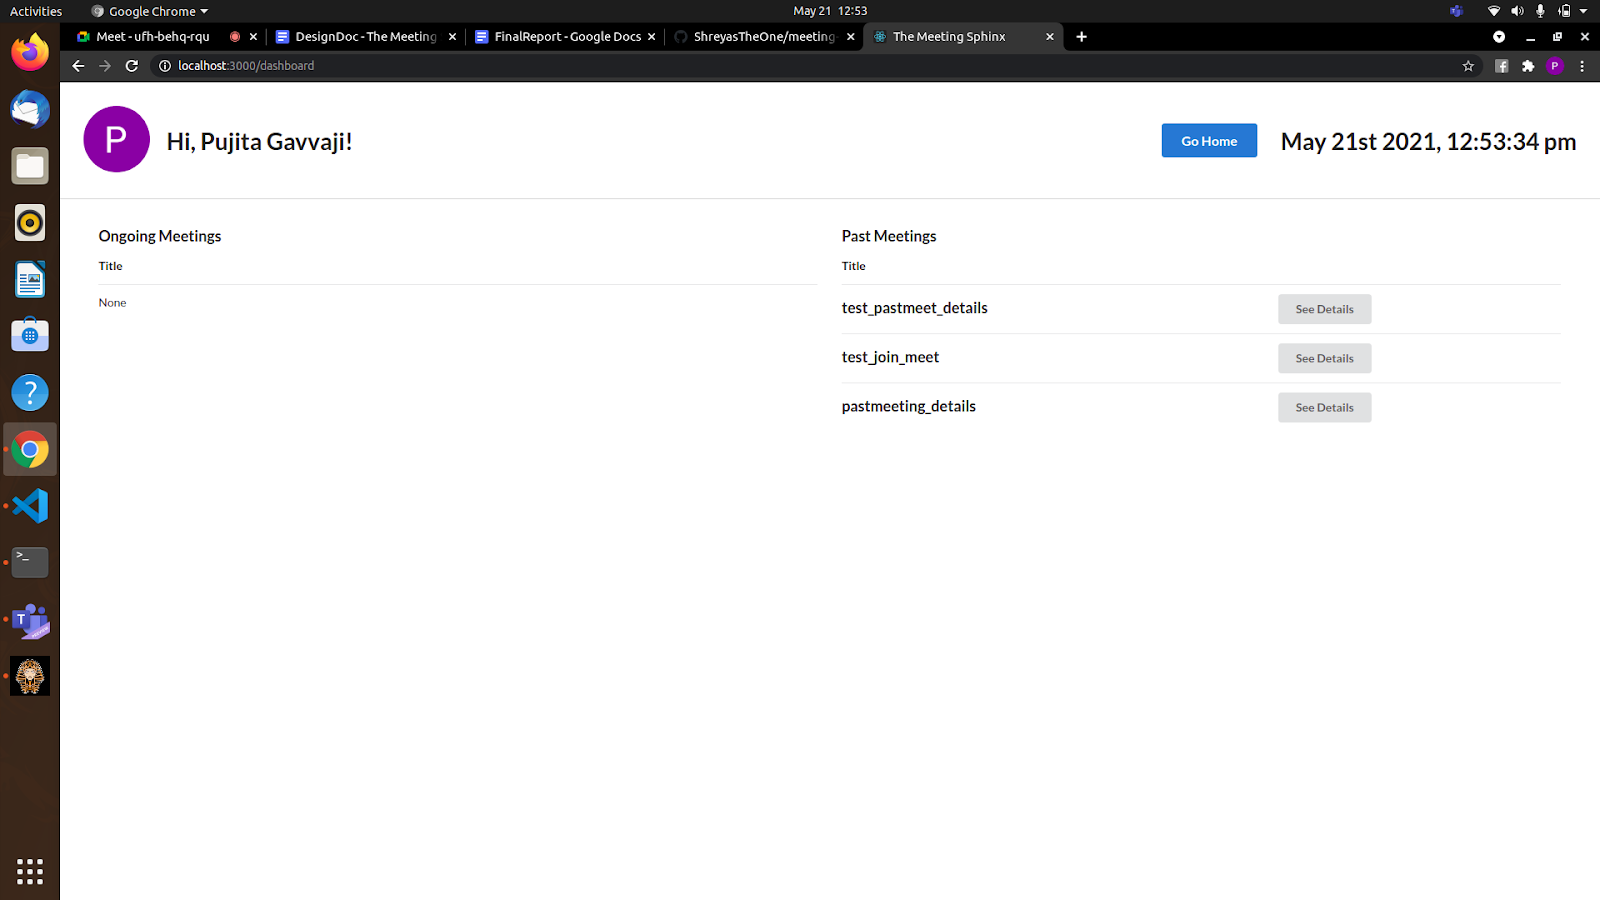 Activities
Google Chrome
May 21 12:53
Meet - ufh-behq-rqu
DesignDoc - The Meeting
FinalReport - Google Docs
ShreyasTheOne/meeting-
The Meeting Sphinx
localhost:3000/dashboard
P
P
Hi, Pujita Gavvaji!
Go Home
May 21st 2021, 12:53:34 pm
Ongoing Meetings
Title
None
Past Meetings
Title
test_pastmeet_details
See Details
test_join_meet
See Details
pastmeeting_details
See Details